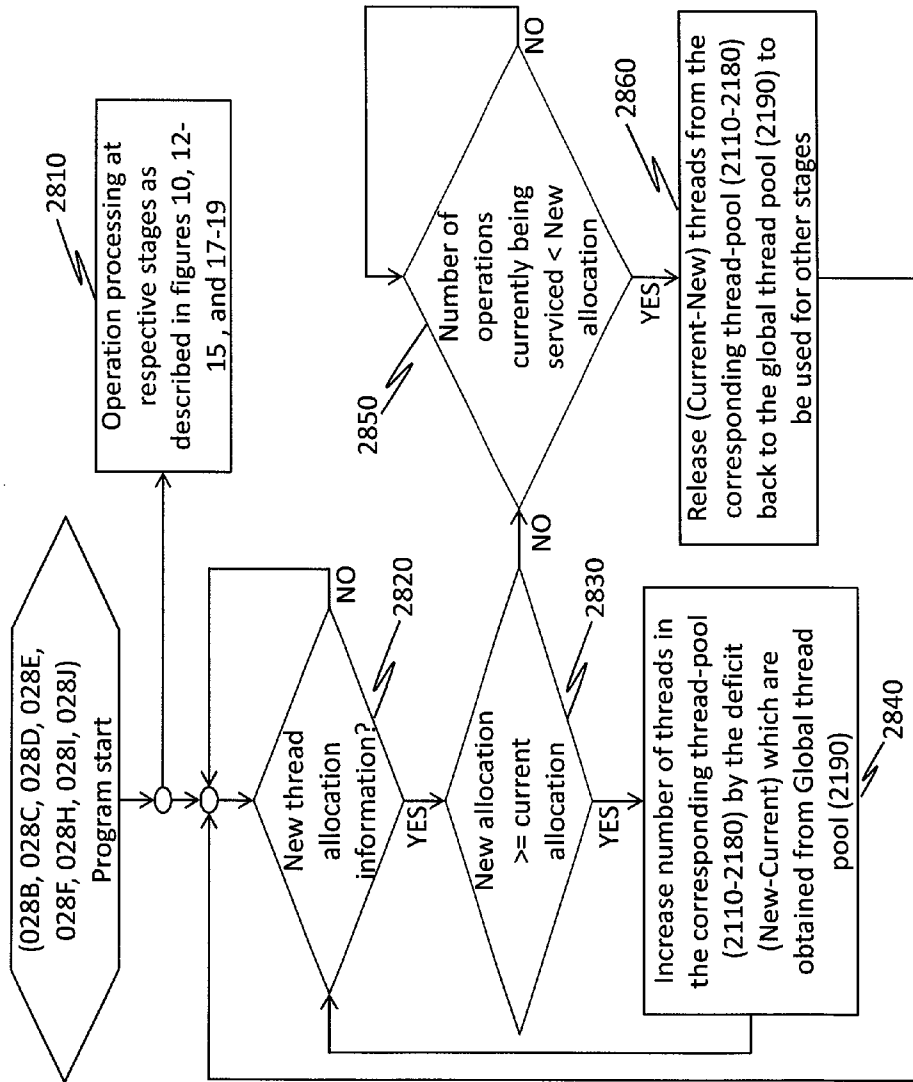 (028B, 028C, 028D, 028E,
028F, 028H, 028I, 028J)
Program start
2810
Operation processing at
respective stages as
described in figures 10, 12-
15 , and 17-19
New thread
allocation
information?
2820
NO
YES
New allocation
>= current
allocation
2830
NO
YES
Increase number of threads in
the corresponding thread-pool
(2110-2180) by the deficit
(New-Current) which are
obtained from Global thread
pool (2190)
2840
Number of
operations
currently being
serviced < New
allocation
2850
NO
YES
2860
Release (Current-New) threads from the
corresponding thread-pool (2110-2180)
back to the global thread pool (2190) to
be used for other stages